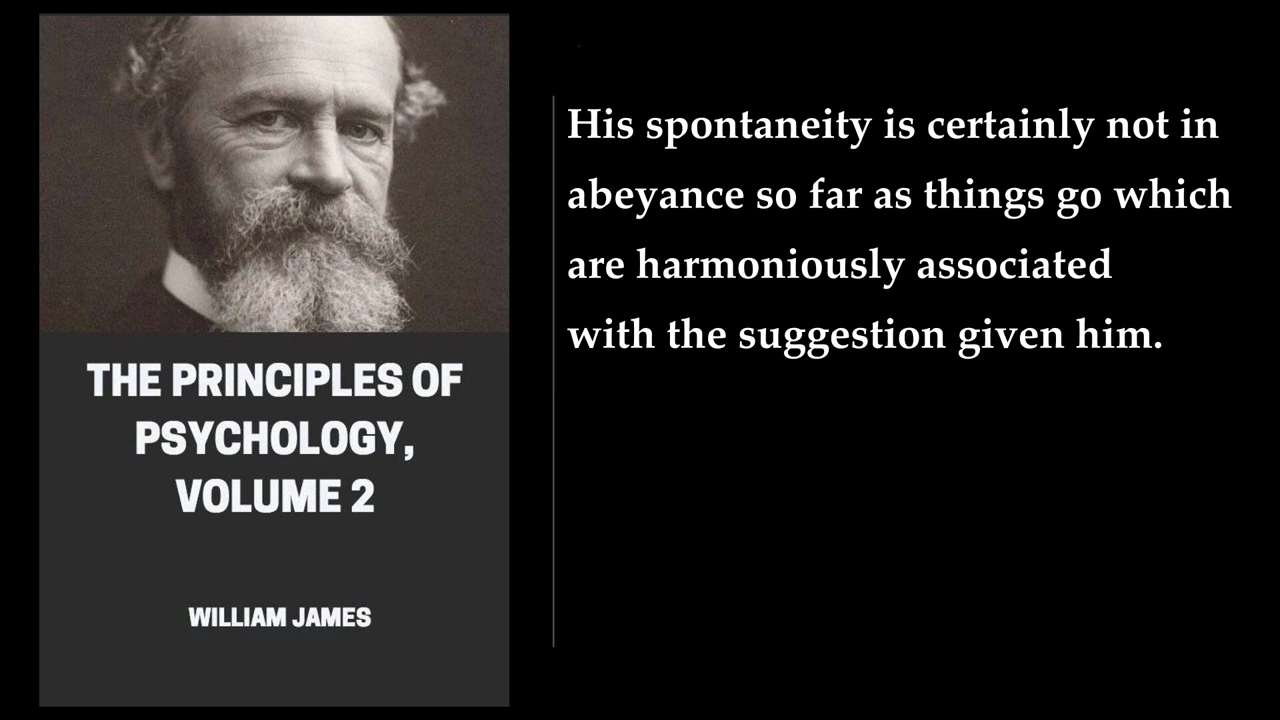 THE PRINCIPLES OF
PSYCHOLOGY,
VOLUME 2
WILLIAM JAMES
His spontaneity is certainly not in
abeyance so far as things go which
are harmoniously associated
with the suggestion given him.